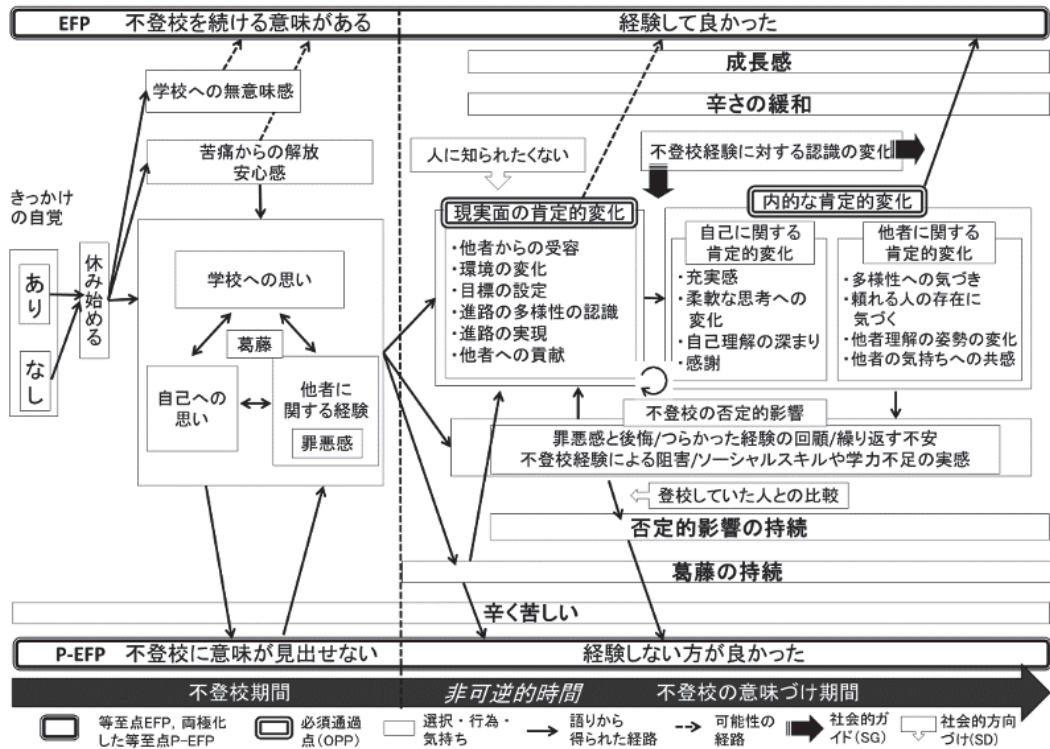 EFP 不登校を続ける意味がある
経験して良かった
成長感
学校への無意味感
辛さの緩和
人に知られたくない
不登校経験に対する認識の変化
苦痛からの解放
安心感
きっかけ
の自覚
あり
なし
休み始める
学校への思い
葛藤
自己への
思い
他者に
関する経験
罪悪感
現実面の肯定的変化
・他者からの受容
・環境の変化
・目標の設定
・進路の多様性の認識
・進路の実現
・他者への貢献
内的な肯定的変化
自己に関する
肯定的変化
・充実感
・柔軟な思考への
変化
・自己理解の深まり
・感謝
他者に関する
肯定的変化
・多様性への気づき
・頼れる人の存在に
気づく
・他者理解の姿勢の変化
・他者の気持ちへの共感
不登校の否定的影響
罪悪感と後悔/つらかった経験の回顧/繰り返す不安
不登校経験による阻害/ソーシャルスキルや学力不足の実感
登校していた人との比較
否定的影響の持続
葛藤の持続
辛く苦しい
P-EFP 不登校に意味が見出せない
経験しない方が良かった
不登校期間
非可逆的時間
不登校の意味づけ期間
等至点EFP，両極化
した等至点P-EFP
必須通過
点(OPP)
選択・行為・
気持ち
語りから
得られた経路
可能性の
経路
社会的ガ
イド(SG)
社会的方向
づけ(SD)